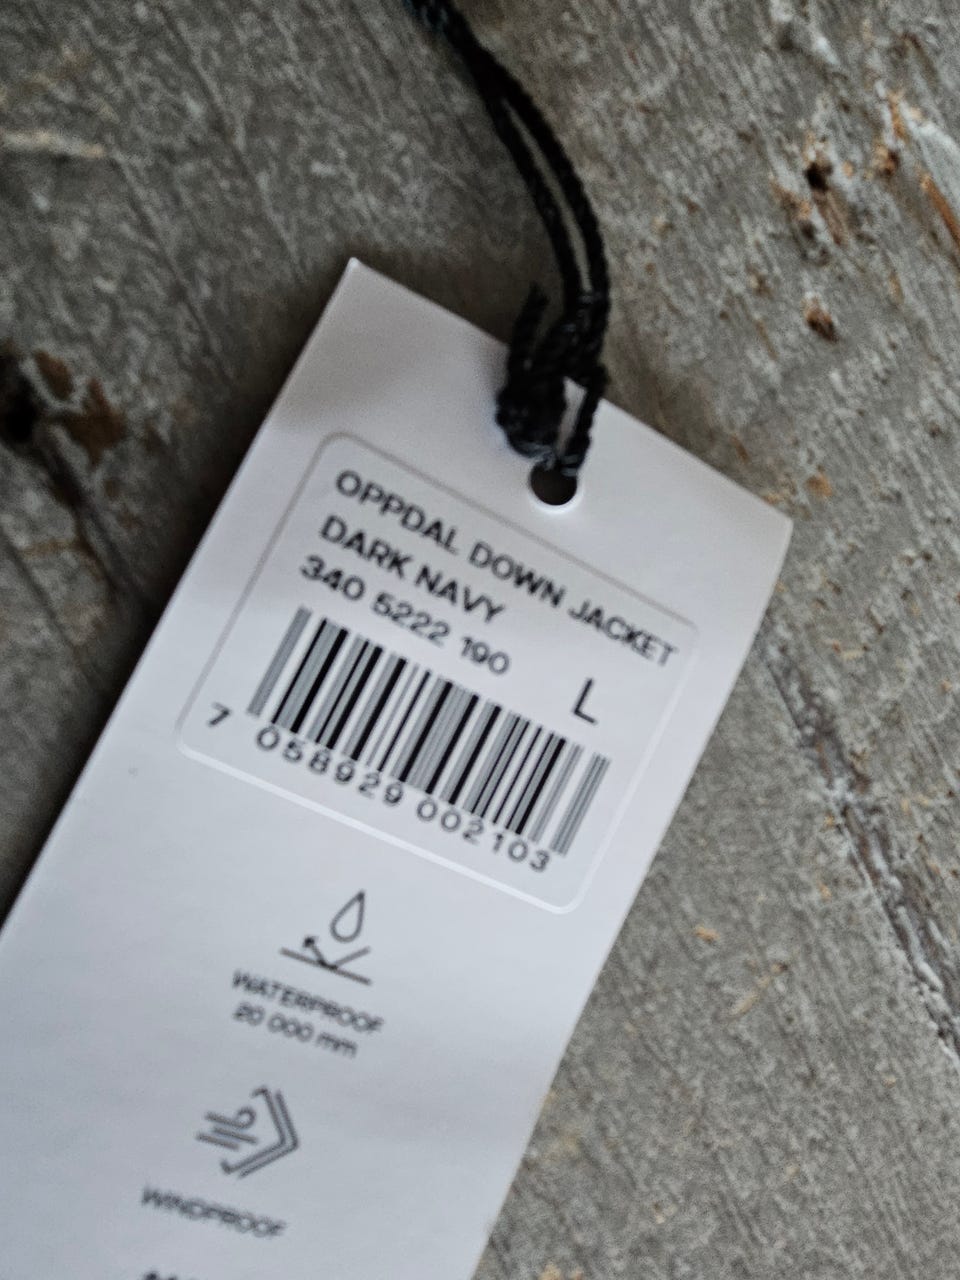 OPPDAL DOWN JACKET
DARK NAVY
340 5222 190
L
7 058929 002103
WATERPROOF
20 000 mm
WINDPROOF